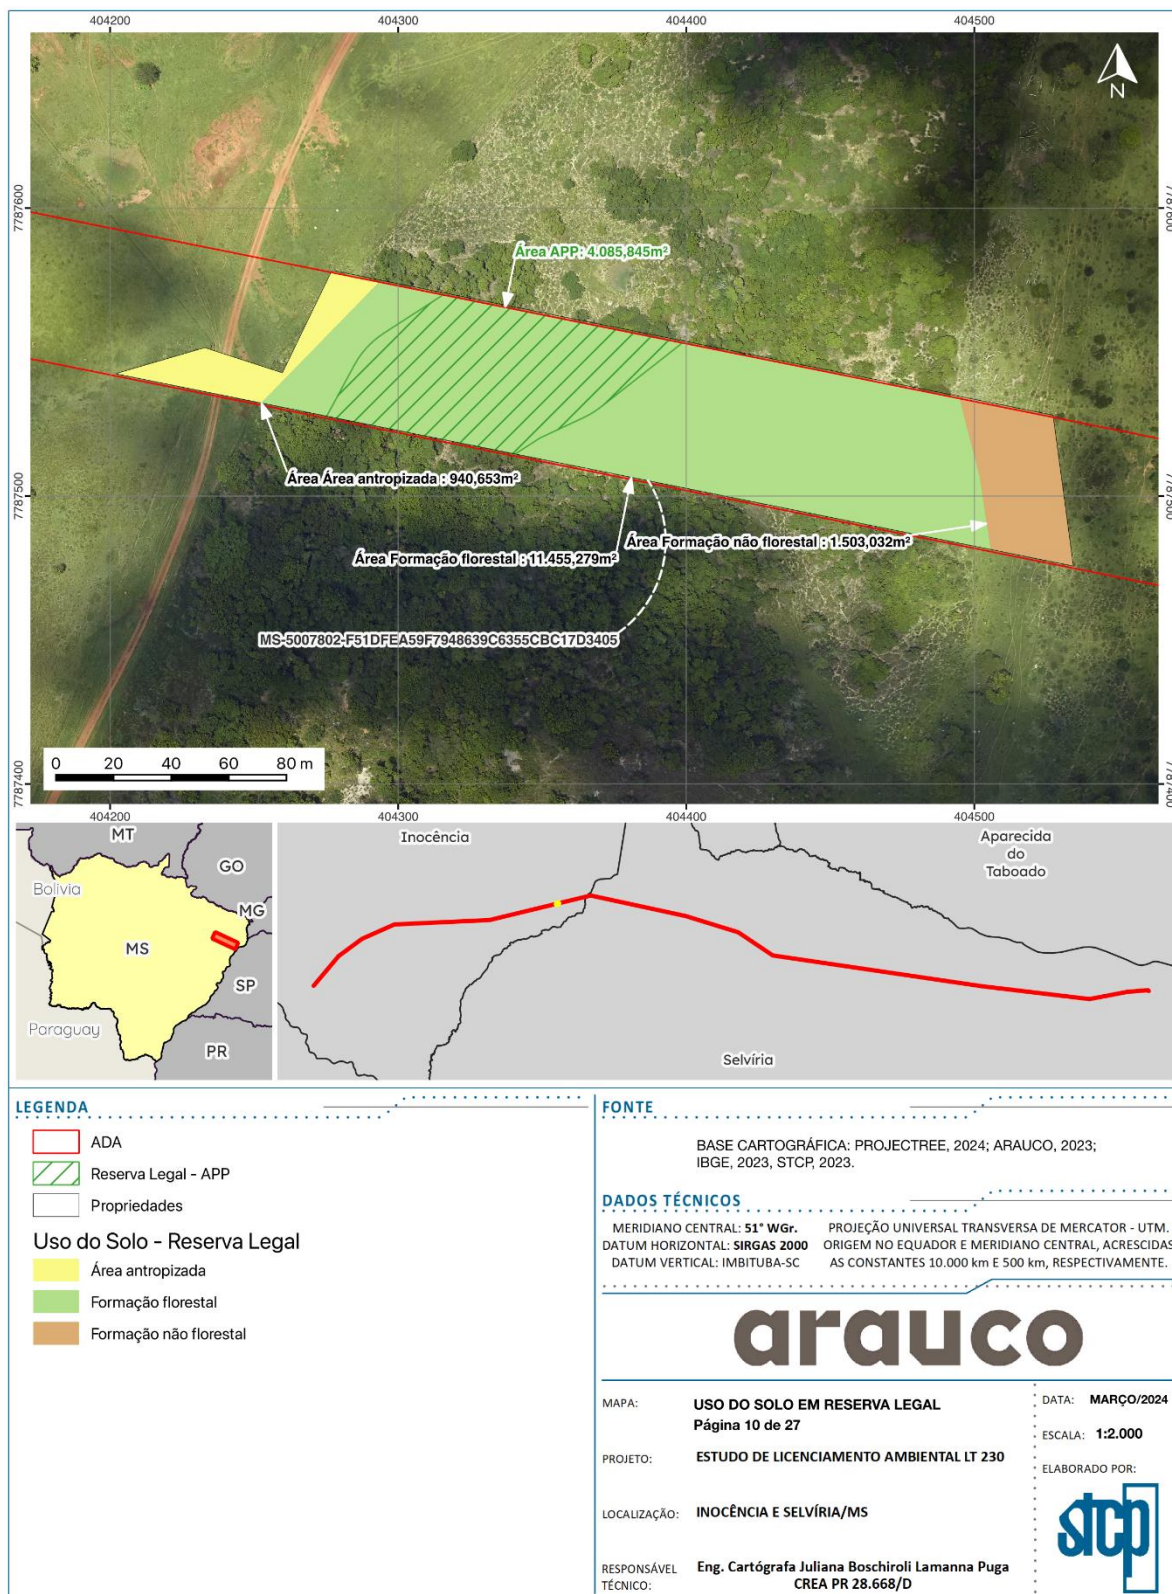 404200
404300
404400
404500
N
7787600
7787600
Área APP: 4.085,845m²
Área Área antropizada : 940,653m²
7787500
7787500
Área Formação não florestal : 1.503,032m²
Área Formação florestal : 11.455,279m²
MS-5007802-F51DFEA59F7948639C6355CBC17D3405
0 20 40 60 80 m
7787400
7787400
404200
404300
404400
404500
MT
GO
Bolivia
MG
MS
SP
Paraguay
PR
Inocência
Aparecida
do
Taboado
Selvíria
LEGENDA
ADA
Reserva Legal - APP
Propriedades
Uso do Solo - Reserva Legal
Área antropizada
Formação florestal
Formação não florestal
FONTE
BASE CARTOGRÁFICA: PROJECTREE, 2024; ARAUCO, 2023;
IBGE, 2023, STCP, 2023.
DADOS TÉCNICOS
MERIDIANO CENTRAL: 51° WGr.
DATUM HORIZONTAL: SIRGAS 2000
DATUM VERTICAL: IMBITUBA-SC
PROJEÇÃO UNIVERSAL TRANSVERSA DE MERCATOR - UTM.
ORIGEM NO EQUADOR E MERIDIANO CENTRAL, ACRESCIDAS
AS CONSTANTES 10.000 km E 500 km, RESPECTIVAMENTE.
arauco
MAPA: USO DO SOLO EM RESERVA LEGAL
Página 10 de 27
PROJETO: ESTUDO DE LICENCIAMENTO AMBIENTAL LT 230
LOCALIZAÇÃO: INOCÊNCIA E SELVÍRIA/MS
RESPONSÁVEL
TÉCNICO:
Eng. Cartógrafa Juliana Boschiroli Lamanna Puga
CREA PR 28.668/D
DATA: MARÇO/2024
ESCALA: 1:2.000
ELABORADO POR:
stcp